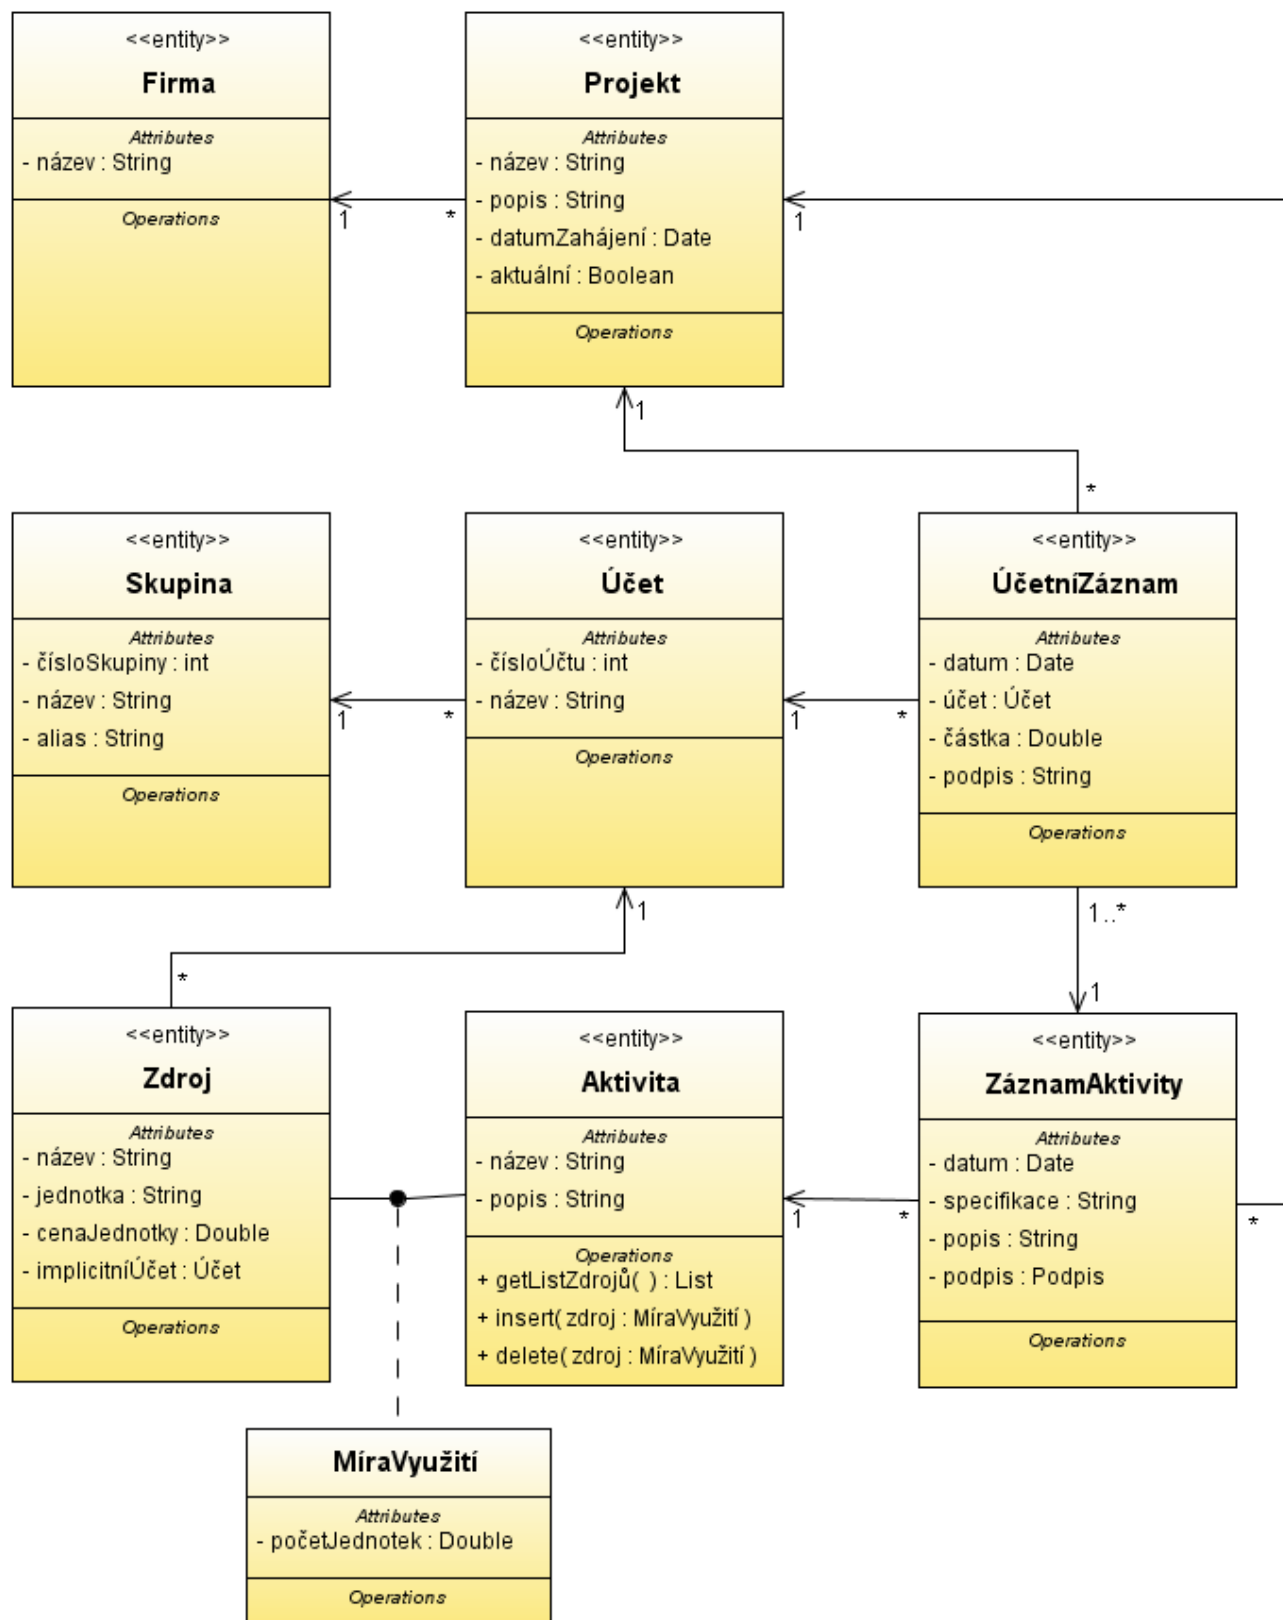 <<entity>>
Firma
Attributes
- název : String
Operations
<<entity>>
Projekt
Attributes
- název : String
- popis : String
- datumZahájení : Date
- aktuální : Boolean
Operations
1
*
1
1
*
<<entity>>
Skupina
Attributes
- čísloSkupiny : int
- název : String
- alias : String
Operations
<<entity>>
Účet
Attributes
- čísloÚčtu : int
- název : String
Operations
<<entity>>
ÚčetníZáznam
Attributes
- datum : Date
- účet : Účet
- částka : Double
- podpis : String
Operations
1
*
1
*
1
*
1..*
1
<<entity>>
Zdroj
Attributes
- název : String
- jednotka : String
- cenaJednotky : Double
- implicitníÚčet : Účet
Operations
<<entity>>
Aktivita
Attributes
- název : String
- popis : String
Operations
+ getListZdrojů( ) : List
+ insert( zdroj : MíraVyužití )
+ delete( zdroj : MíraVyužití )
<<entity>>
ZáznamAktivity
Attributes
- datum : Date
- specifikace : String
- popis : String
- podpis : Podpis
Operations
1
*
*
MíraVyužití
Attributes
- početJednotek : Double
Operations